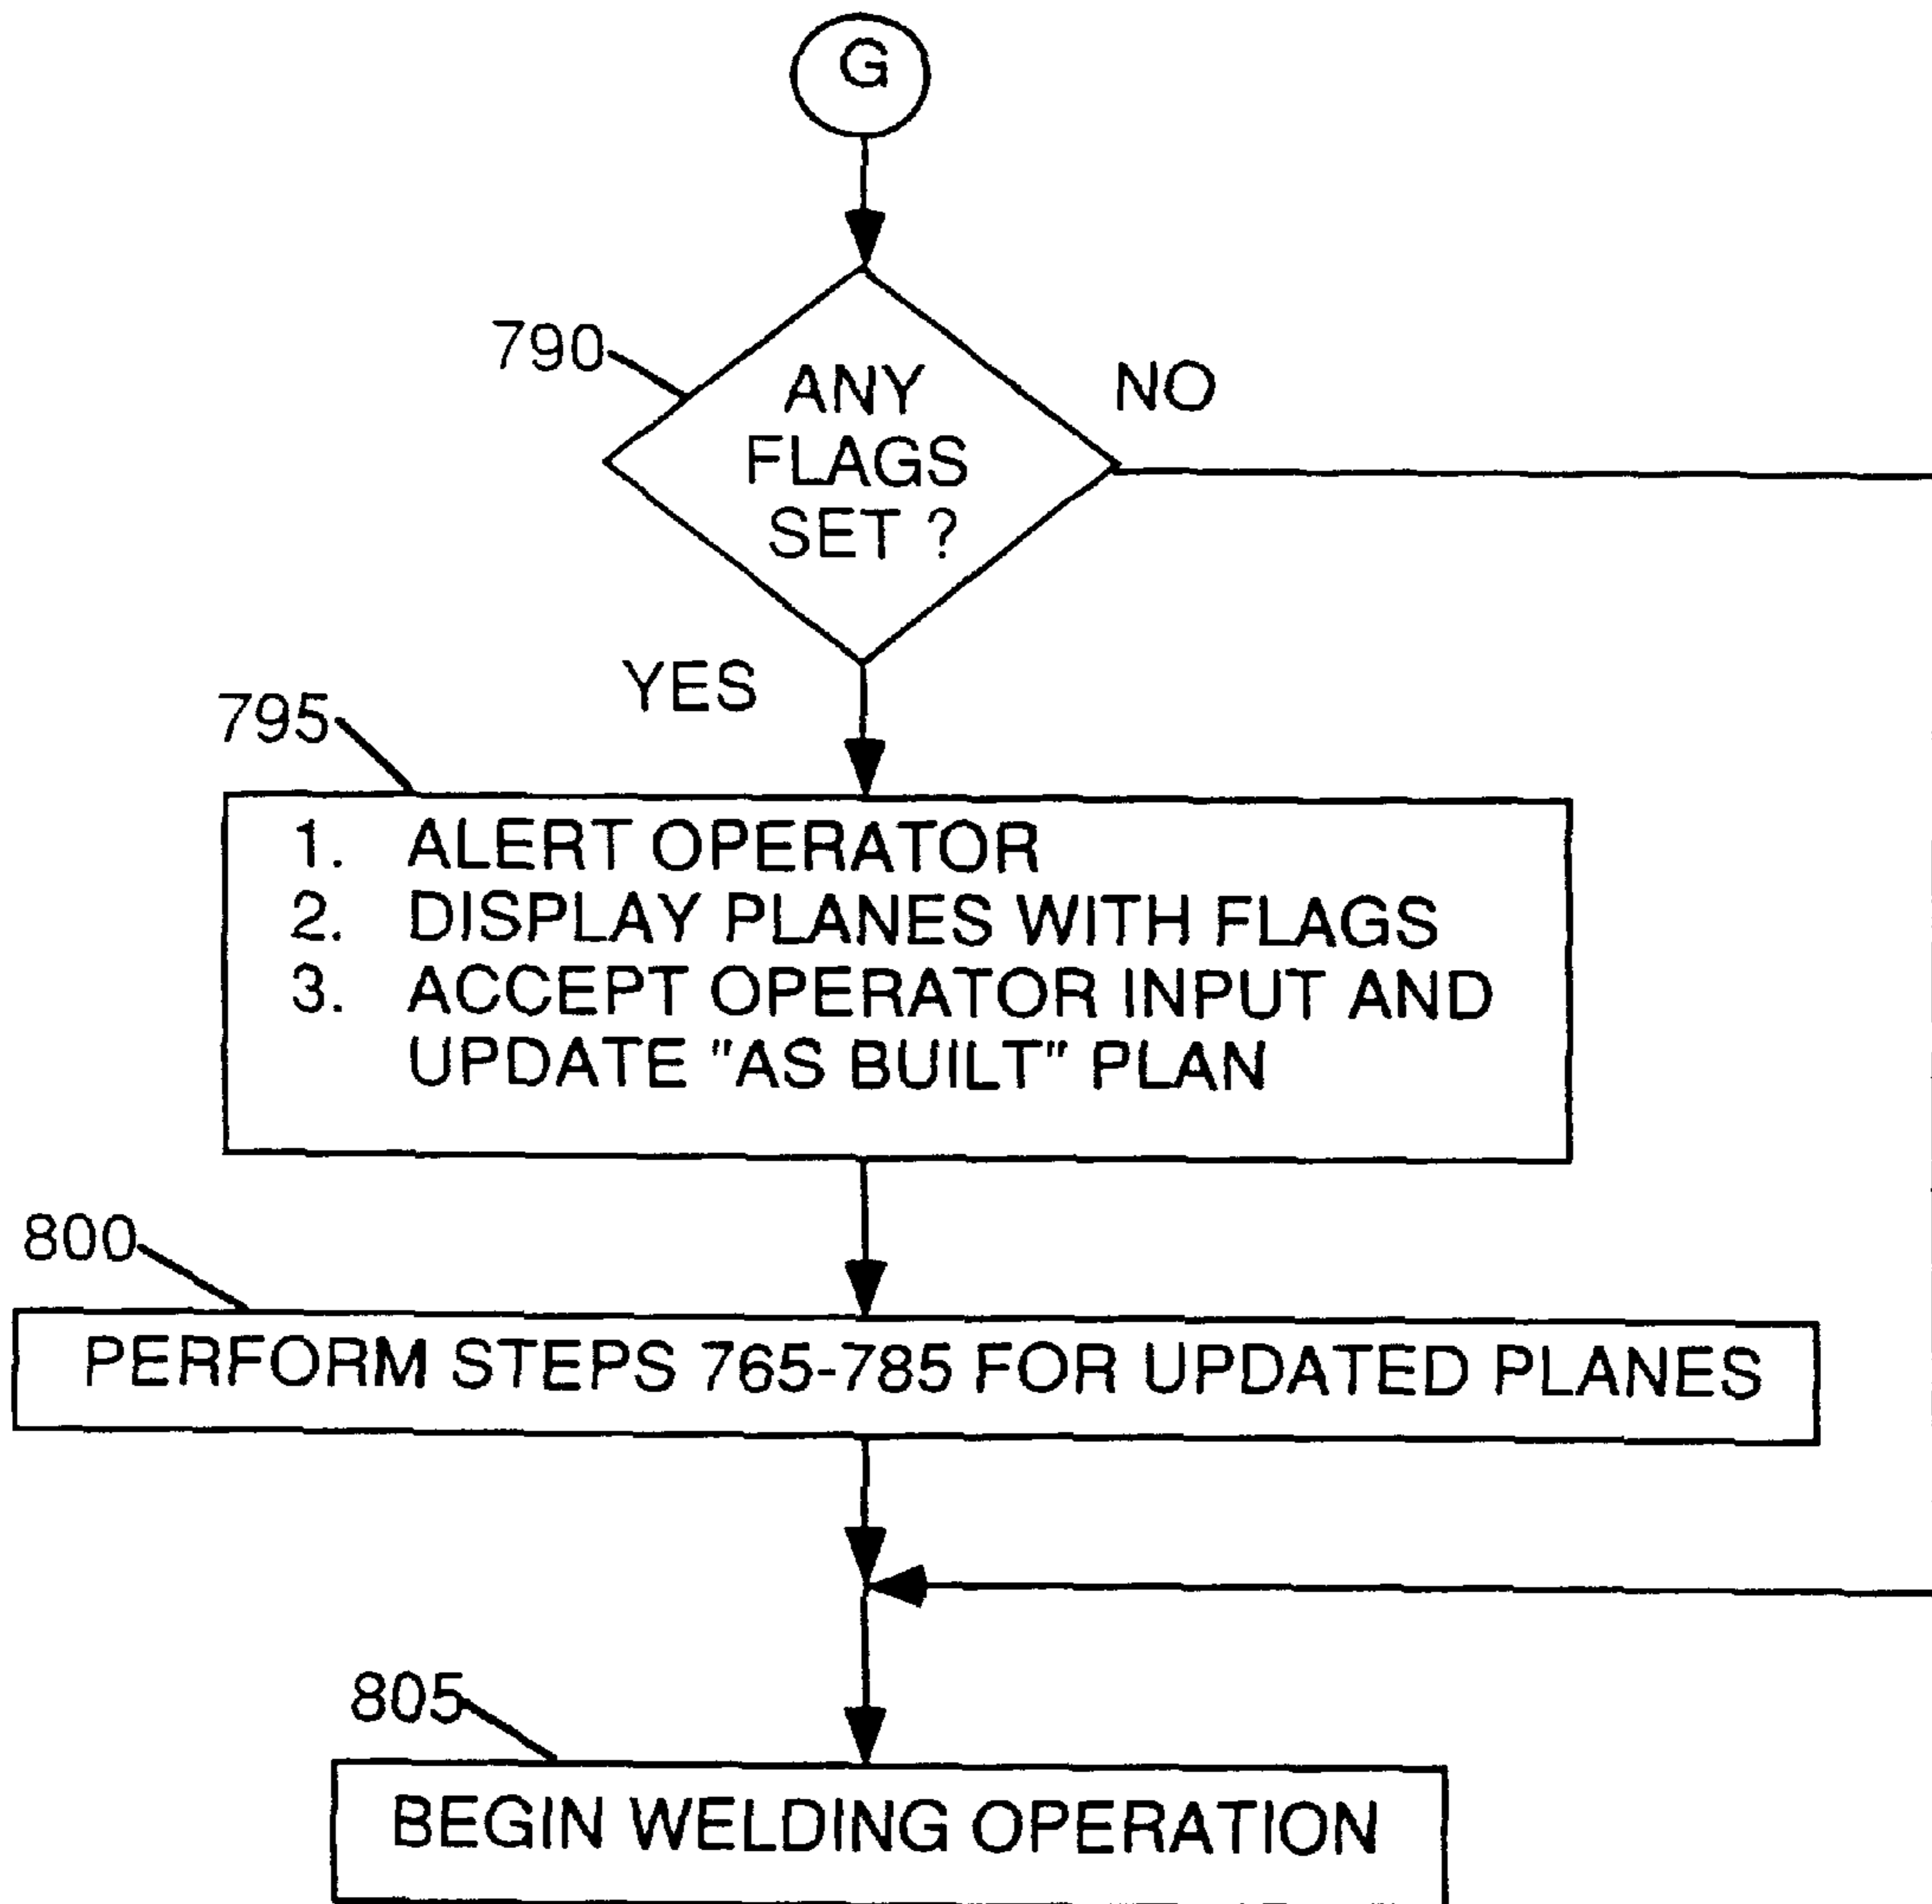 G
790
ANY
FLAGS
SET ?
NO
YES
795
1. ALERT OPERATOR
2. DISPLAY PLANES WITH FLAGS
3. ACCEPT OPERATOR INPUT AND
UPDATE "AS BUILT" PLAN
800
PERFORM STEPS 765-785 FOR UPDATED PLANES
805
BEGIN WELDING OPERATION